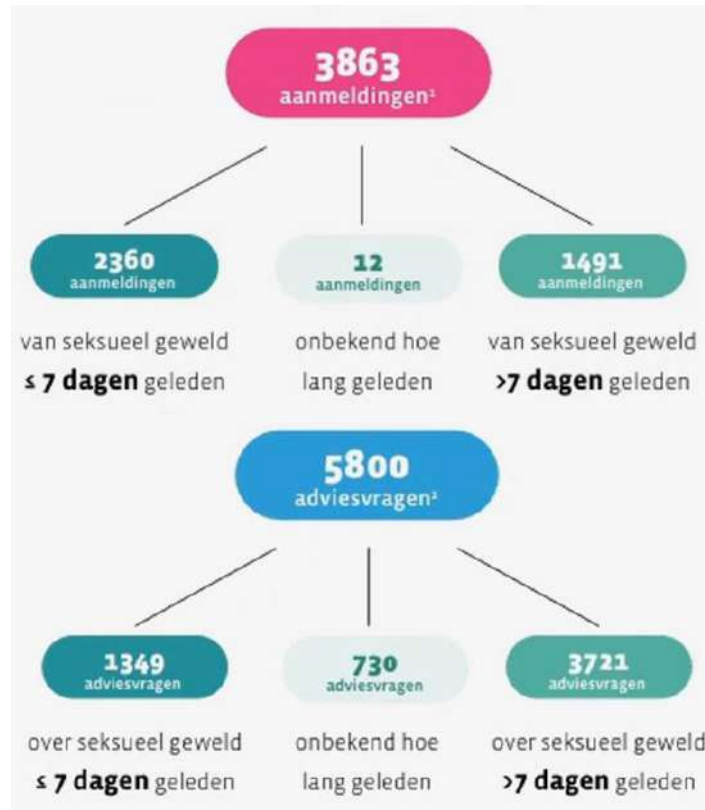 3863
aanmeldingen¹
2360
aanmeldingen
12
aanmeldingen
1491
aanmeldingen
van seksueel geweld
≤ 7 dagen geleden
onbekend hoe
lang geleden
van seksueel geweld
>7 dagen geleden
5800
adviesvragen²
1349
adviesvragen
730
adviesvragen
3721
adviesvragen
over seksueel geweld
≤ 7 dagen geleden
onbekend hoe
lang geleden
over seksueel geweld
>7 dagen geleden